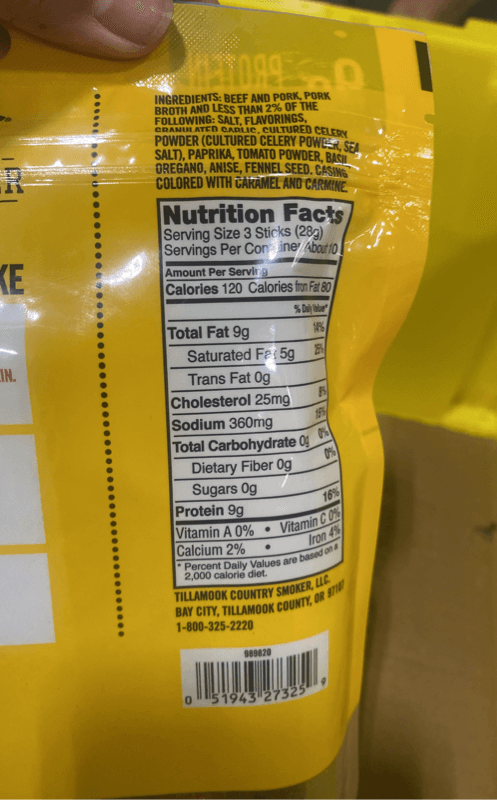 9g PROTEIN
INGREDIENTS: BEEF AND PORK, PORK
BROTH AND LESS THAN 2% OF THE
FOLLOWING: SALT, FLAVORINGS,
GRANULATED GARLIC, CULTURED CELERY
POWDER (CULTURED CELERY POWDER, SEA
SALT), PAPRIKA, TOMATO POWDER, BASIL
OREGANO, ANISE, FENNEL SEED. CASING
COLORED WITH CARAMEL AND CARMINE.
R
KE
IN.
Nutrition Facts
Serving Size 3 Sticks (28g)
Servings Per Container About 10
Amount Per Serving
Calories 120 Calories from Fat 80
% Daily Value*
Total Fat 9g 14%
Saturated Fat 5g 25%
Trans Fat 0g
Cholesterol 25mg 8%
Sodium 360mg 15%
Total Carbohydrate 0g 0%
Dietary Fiber 0g 0%
Sugars 0g
Protein 9g 16%
Vitamin A 0% • Vitamin C 0%
Calcium 2% • Iron 4%
* Percent Daily Values are based on a
2,000 calorie diet.
TILLAMOOK COUNTRY SMOKER, LLC.
BAY CITY, TILLAMOOK COUNTY, OR 97107
1-800-325-2220
989820
0 51943 27325 9